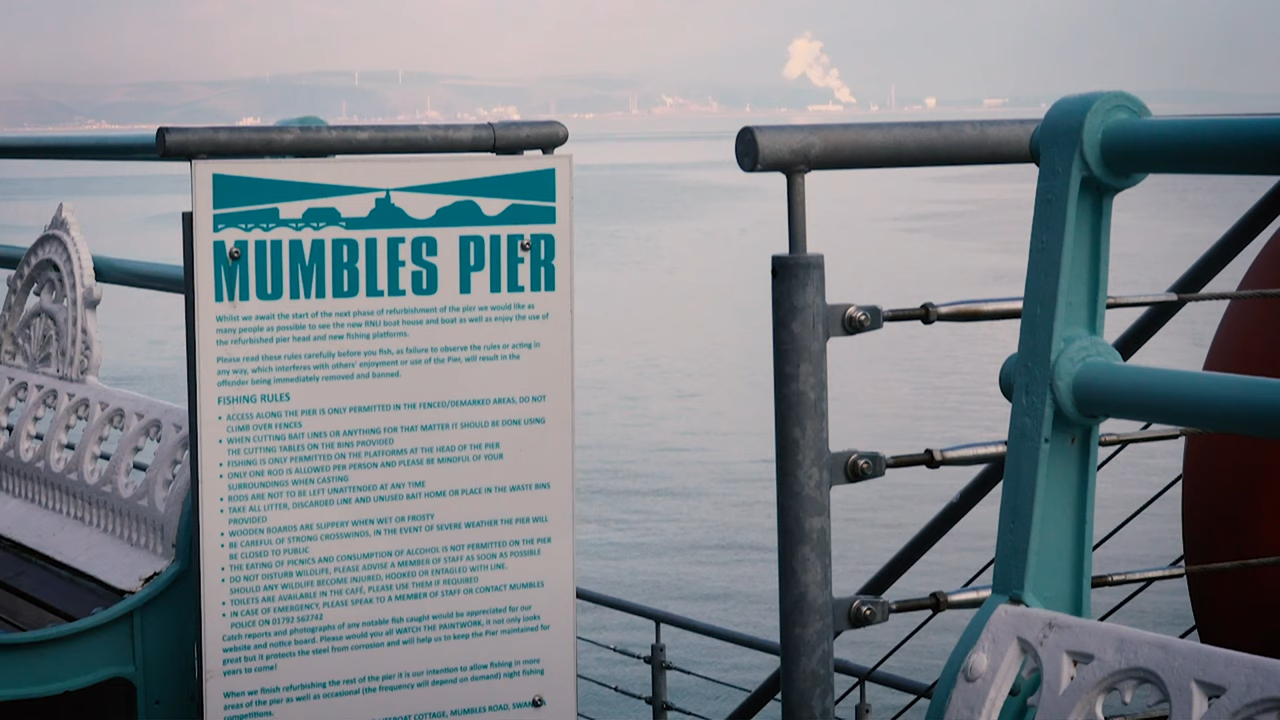 MUMBLES PIER
Whilst we await the start of the next phase of refurbishment of the pier we would like as
many people as possible to see the new RNLI boat house and boat as well as enjoy the use of
the refurbished pier head and new fishing platforms.
Please read these rules carefully before you fish, as failure to observe the rules or acting in
any way, which interferes with others' enjoyment or use of the Pier, will result in the
offender being immediately removed and banned.
FISHING RULES
• ACCESS ALONG THE PIER IS ONLY PERMITTED IN THE FENCED/DEMARKED AREAS, DO NOT
CLIMB OVER FENCES
• WHEN CUTTING BAIT LINES OR ANYTHING FOR THAT MATTER IT SHOULD BE DONE USING
THE CUTTING TABLES ON THE BINS PROVIDED
• FISHING IS ONLY PERMITTED ON THE PLATFORMS AT THE HEAD OF THE PIER
• ONLY ONE ROD IS ALLOWED PER PERSON AND PLEASE BE MINDFUL OF YOUR
SURROUNDINGS WHEN CASTING
• RODS ARE NOT TO BE LEFT UNATTENDED AT ANY TIME
• TAKE ALL LITTER, DISCARDED LINE AND UNUSED BAIT HOME OR PLACE IN THE WASTE BINS
PROVIDED
• WOODEN BOARDS ARE SLIPPERY WHEN WET OR FROSTY
• BE CAREFUL OF STRONG CROSSWINDS, IN THE EVENT OF SEVERE WEATHER THE PIER WILL
BE CLOSED TO PUBLIC
• THE EATING OF PICNICS AND CONSUMPTION OF ALCOHOL IS NOT PERMITTED ON THE PIER
• DO NOT DISTURB WILDLIFE, PLEASE ADVISE A MEMBER OF STAFF AS SOON AS POSSIBLE
SHOULD ANY WILDLIFE BECOME INJURED, HOOKED OR ENTAGLED WITH LINE.
• TOILETS ARE AVAILABLE IN THE CAFÉ, PLEASE USE THEM IF REQUIRED
• IN CASE OF EMERGENCY, PLEASE SPEAK TO A MEMBER OF STAFF OR CONTACT MUMBLES
POLICE ON 01792 562742
Catch reports and photographs of any notable fish caught would be appreciated for our
website and notice board. Please would you all WATCH THE PAINTWORK, it not only looks
great but it protects the steel from corrosion and will help us to keep the Pier maintained for
years to come!
When we finish refurbishing the rest of the pier it is our intention to allow fishing in more
areas of the pier as well as occasional (the frequency will depend on demand) night fishing
competitions.
COTTAGE, MUMBLES ROAD,